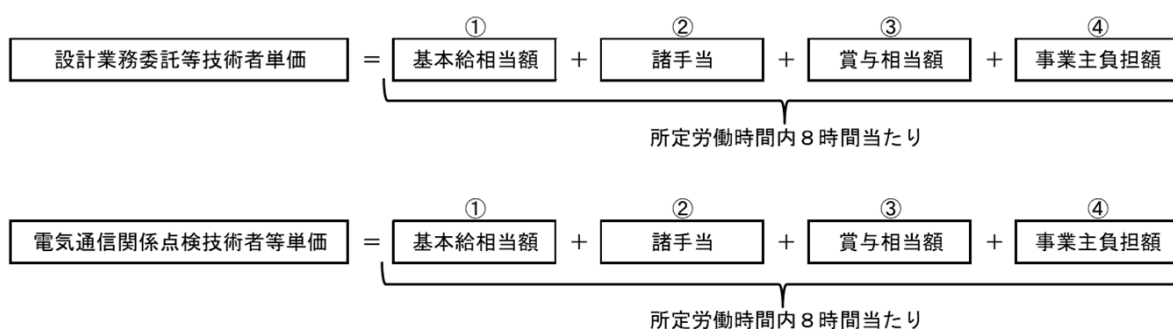 ① ② ③ ④
設計業務委託等技術者単価 = 基本給相当額 + 諸手当 + 賞与相当額 + 事業主負担額
所定労働時間内8時間当たり
① ② ③ ④
電気通信関係点検技術者等単価 = 基本給相当額 + 諸手当 + 賞与相当額 + 事業主負担額
所定労働時間内8時間当たり